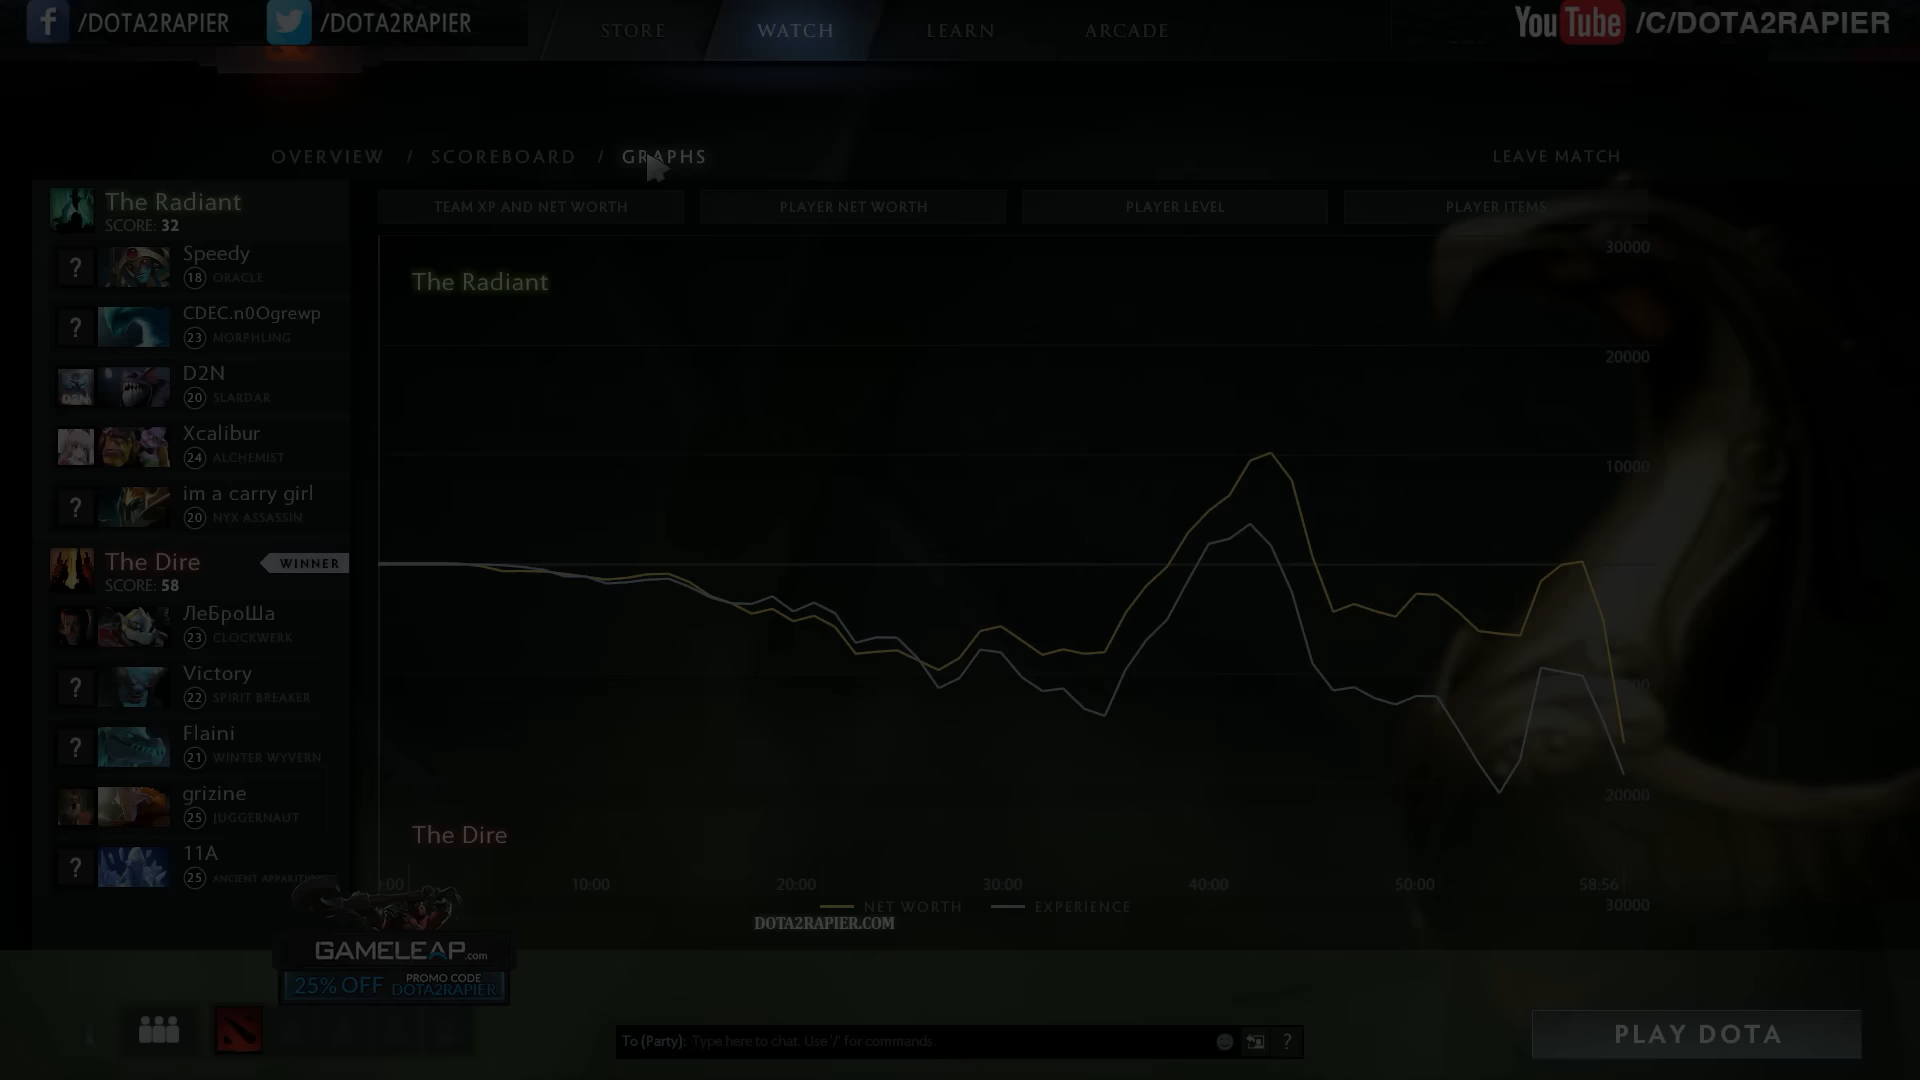 /DOTA2RAPIER
/DOTA2RAPIER
STORE
WATCH
LEARN
ARCADE
YouTube /C/DOTA2RAPIER
OVERVIEW / SCOREBOARD / GRAPHS
LEAVE MATCH
The Radiant
SCORE: 32
Speedy
18 ORACLE
CDEC.n0Ogrewp
23 MORPHLING
D2N
20 SLARDAR
Xcalibur
24 ALCHEMIST
im a carry girl
20 NYX ASSASSIN
The Dire
WINNER
SCORE: 58
ЛеБроШа
23 CLOCKWERK
Victory
22 SPIRIT BREAKER
Flaini
21 WINTER WYVERN
grizine
25 JUGGERNAUT
11A
25 ANCIENT APPARITION
TEAM XP AND NET WORTH
PLAYER NET WORTH
PLAYER LEVEL
PLAYER ITEMS
The Radiant
30000
20000
10000
20000
30000
The Dire
10:00
20:00
30:00
40:00
50:00
58:56
NET WORTH
EXPERIENCE
DOTA2RAPIER.COM
GAMELEAP.com
25% OFF
PROMO CODE
DOTA2RAPIER
To (Party): Type here to chat. Use '/' for commands.
?
PLAY DOTA